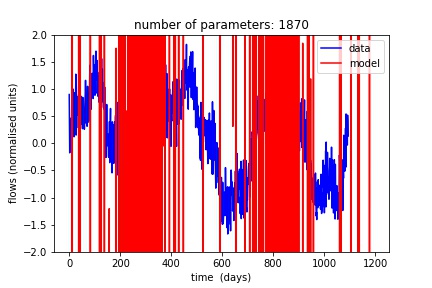 number of parameters: 1870
data
model
flows (normalised units)
2.0
1.5
1.0
0.5
0.0
−0.5
−1.0
−1.5
−2.0
0 200 400 600 800 1000 1200
time (days)